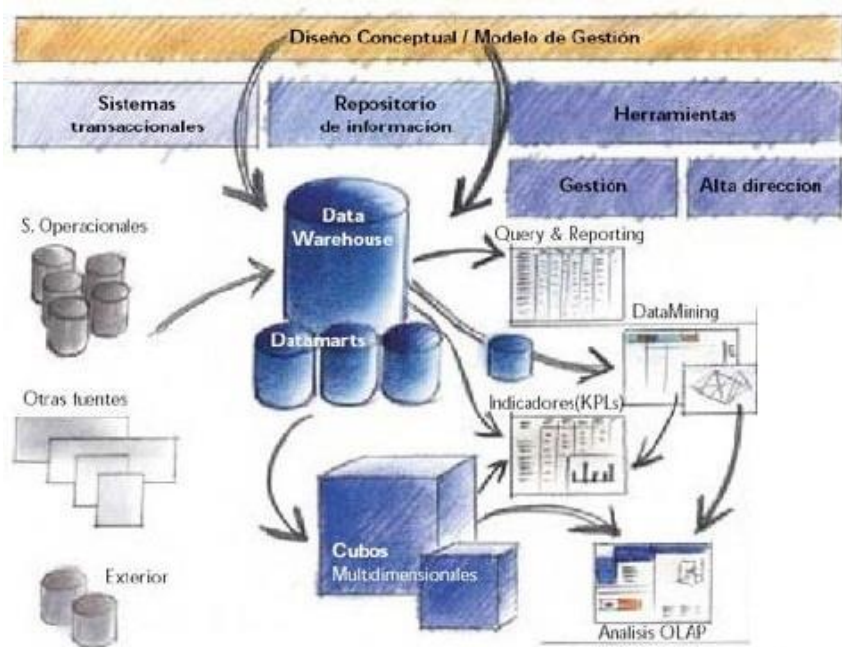 Diseño Conceptual / Modelo de Gestión
Sistemas
transaccionales
Repositorio
de información
Herramientas
Gestión
Alta direccion
S. Operacionales
Data
Warehouse
Query & Reporting
DataMining
Datamarts
Otras fuentes
Indicadores(KPLs)
Cubos
Multidimensionales
Exterior
Analisis OLAP